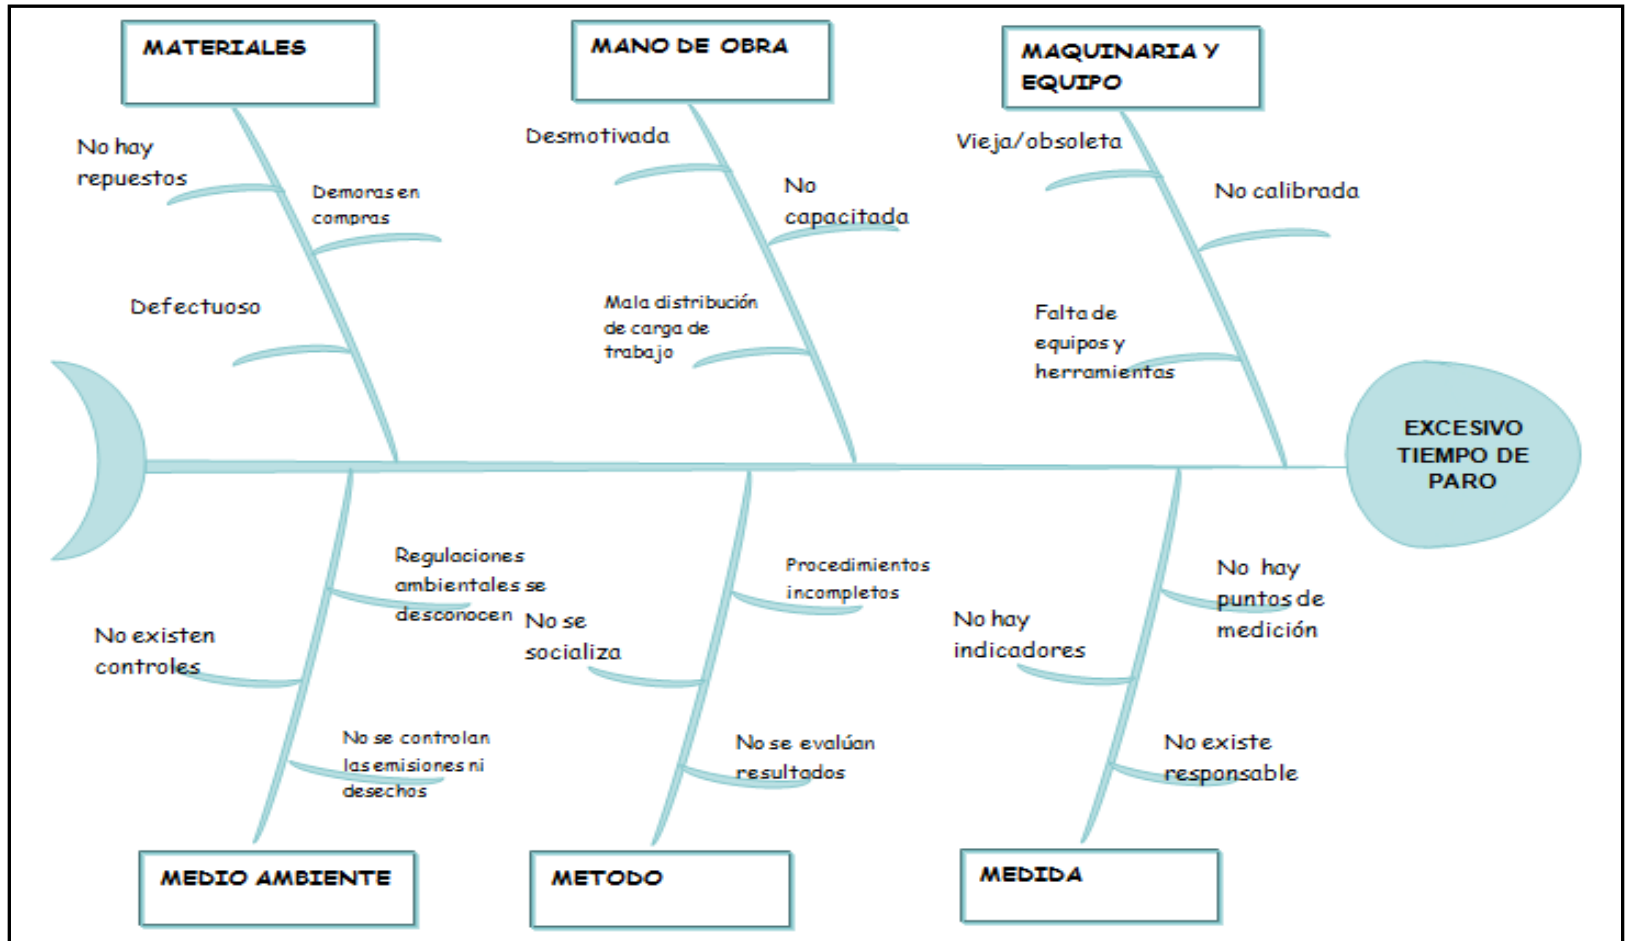 MATERIALES
MANO DE OBRA
MAQUINARIA Y
EQUIPO
No hay
repuestos
Demoras en
compras
Defectuoso
Desmotivada
No
capacitada
Mala distribución
de carga de
trabajo
Vieja/obsoleta
No calibrada
Falta de
equipos y
herramientas
EXCESIVO
TIEMPO DE
PARO
Regulaciones
ambientales se
desconocen
No existen
controles
No se controlan
las emisiones ni
desechos
Procedimientos
incompletos
No se
socializa
No se evalúan
resultados
No hay
puntos de
medición
No hay
indicadores
No existe
responsable
MEDIO AMBIENTE
METODO
MEDIDA